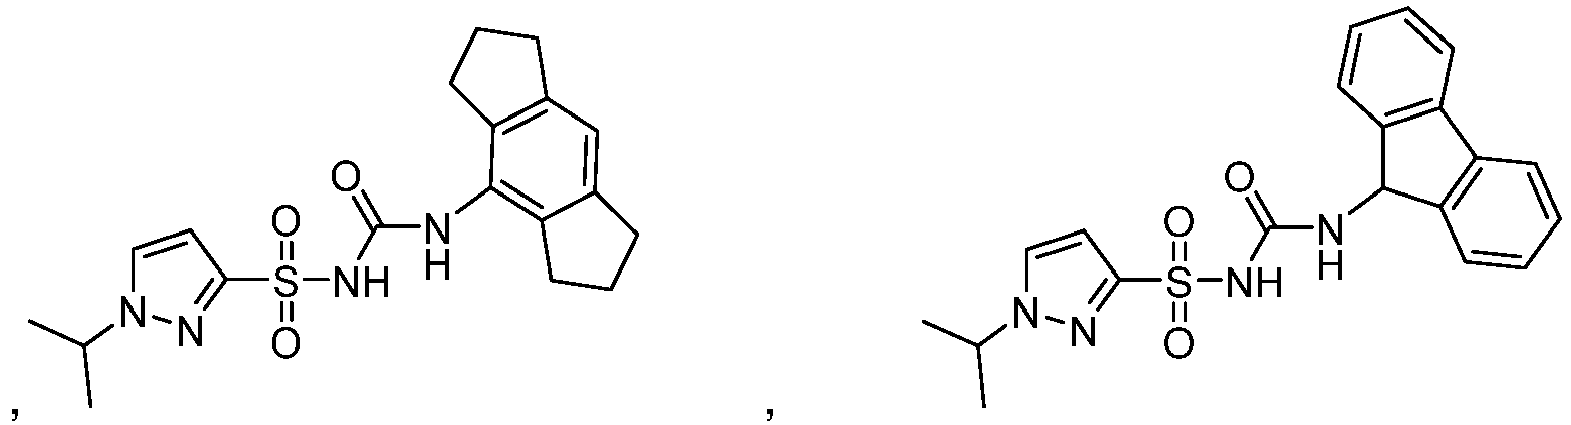 O O
O N O N
S NH H S NH H
N N O N N O
, ,